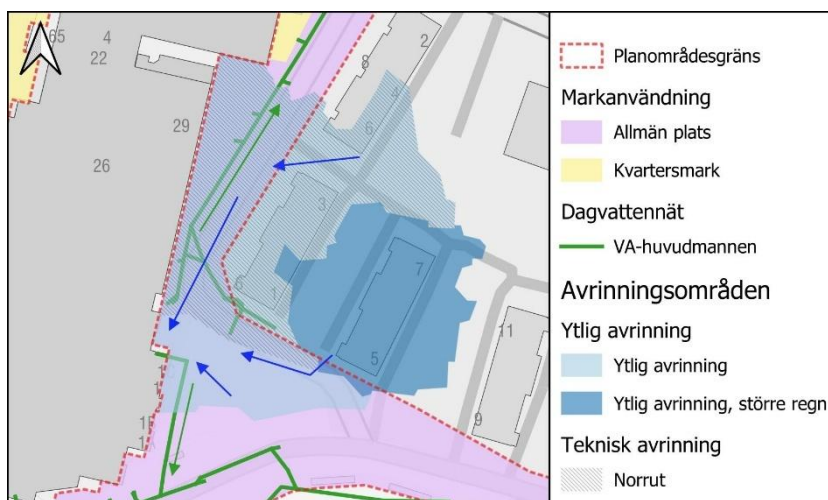 65
4
22
2
8
4
6
29
26
3
6
1
7
5
11
9
Planområdesgräns
Markanvändning
Allmän plats
Kvartersmark
Dagvattennät
VA-huvudmannen
Avrinningsområden
Ytlig avrinning
Ytlig avrinning
Ytlig avrinning, större regn
Teknisk avrinning
Norrut